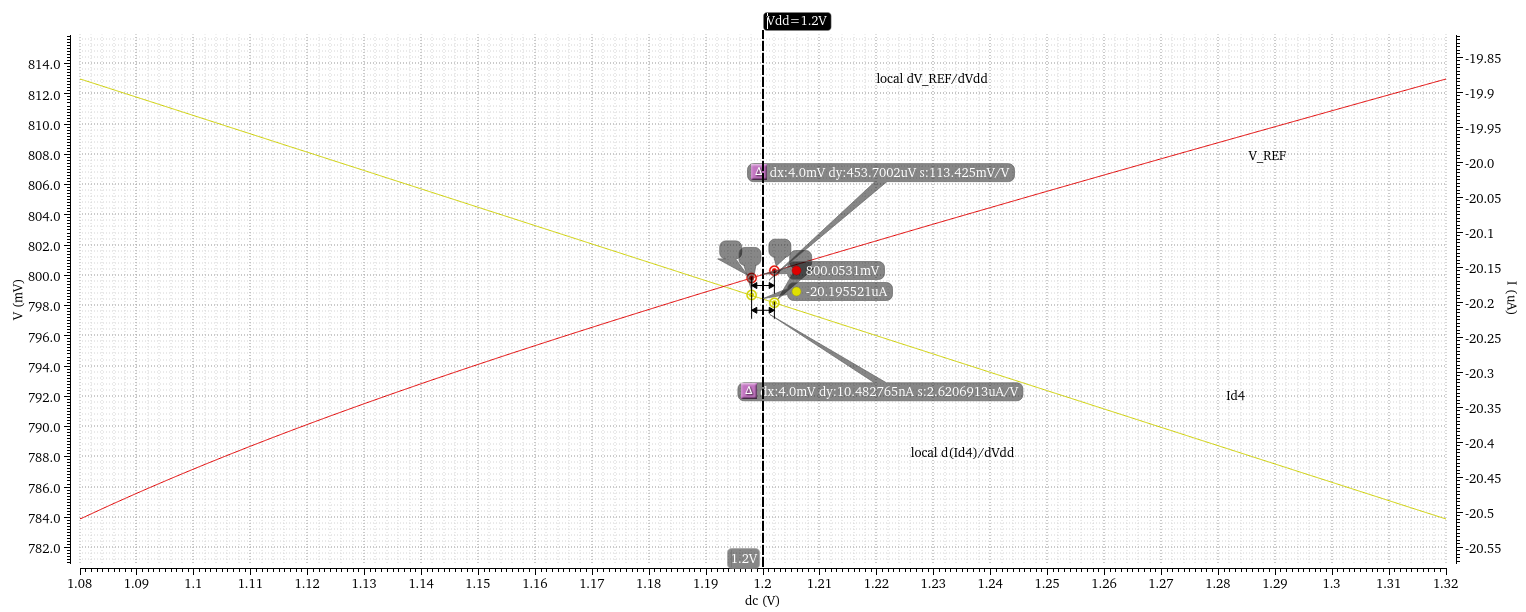 Vdd=1.2V
local dV_REF/dVdd
V_REF
Δ dx:4.0mV dy:453.7002uV s:113.425mV/V
800.0531mV
-20.195521uA
Δ dx:4.0mV dy:10.482765nA s:2.6206913uA/V
Id4
local d(Id4)/dVdd
1.2V
V (mV)
814.0
812.0
810.0
808.0
806.0
804.0
802.0
800.0
798.0
796.0
794.0
792.0
790.0
788.0
786.0
784.0
782.0
I (uA)
-19.85
-19.9
-19.95
-20.0
-20.05
-20.1
-20.15
-20.2
-20.25
-20.3
-20.35
-20.4
-20.45
-20.5
-20.55
1.08 1.09 1.1 1.11 1.12 1.13 1.14 1.15 1.16 1.17 1.18 1.19 1.2 1.21 1.22 1.23 1.24 1.25 1.26 1.27 1.28 1.29 1.3 1.31 1.32
dc (V)